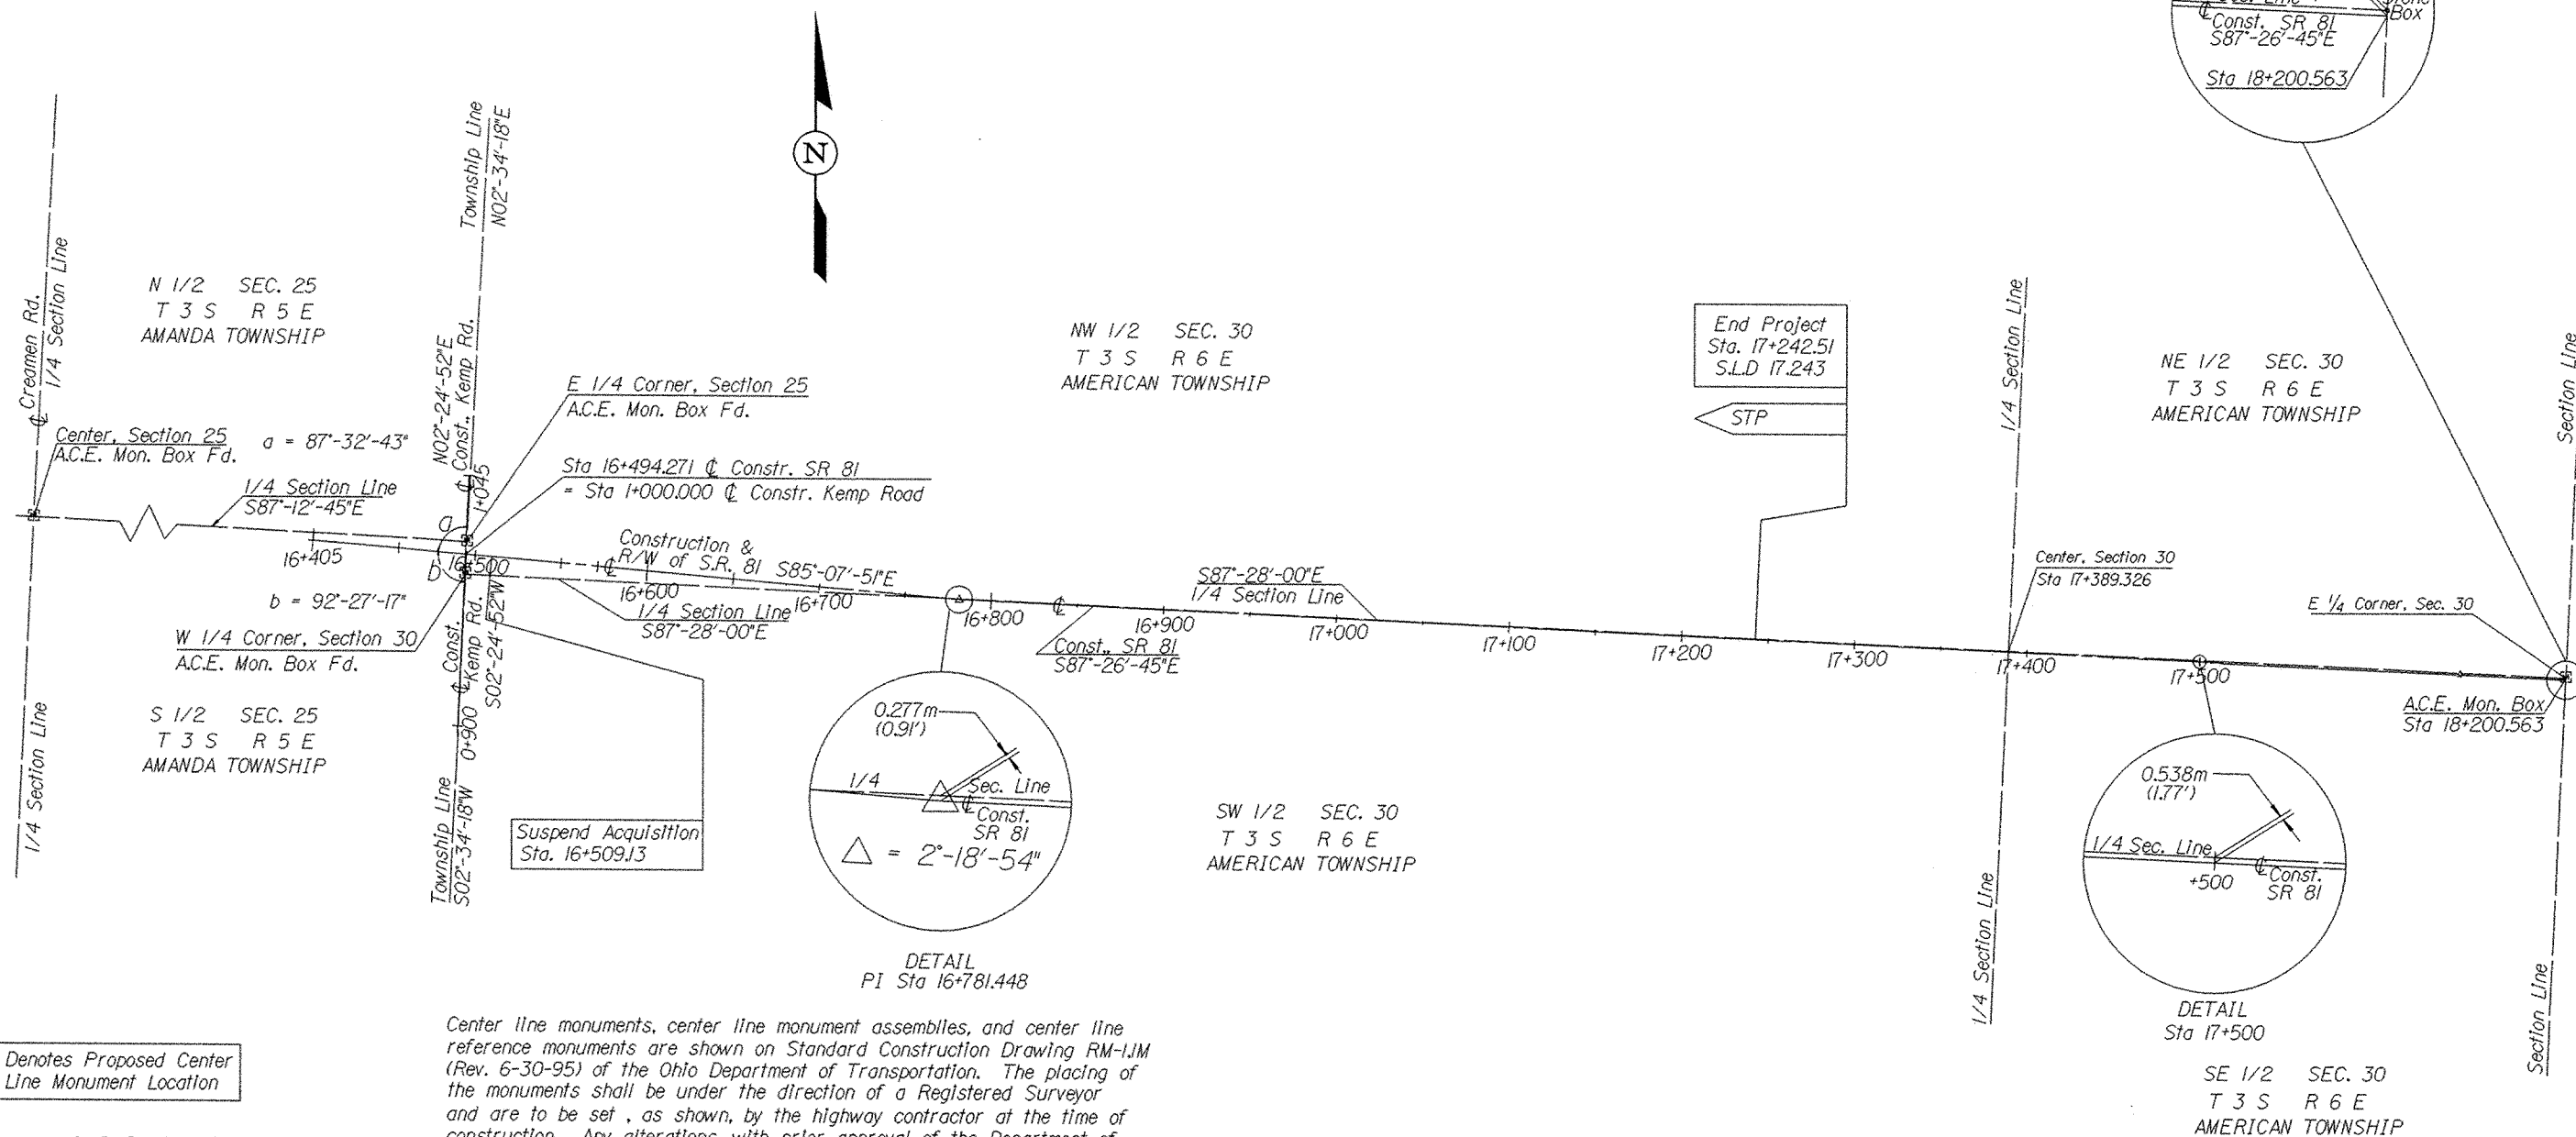 Box
℄ Const. SR 81
S87°-26'-45"E
Sta 18+200.563
Township Line
N02°-34'-18"E
N
℄ Creamen Rd.
1/4 Section Line
N 1/2 SEC. 25
T 3 S R 5 E
AMANDA TOWNSHIP
N02°-24'-52"E
℄ Const., Kemp Rd.
1+045
E 1/4 Corner, Section 25
A.C.E. Mon. Box Fd.
NW 1/2 SEC. 30
T 3 S R 6 E
AMERICAN TOWNSHIP
End Project
Sta. 17+242.51
S.L.D 17.243
STP
1/4 Section Line
NE 1/2 SEC. 30
T 3 S R 6 E
AMERICAN TOWNSHIP
Section Line
Center, Section 25
A.C.E. Mon. Box Fd.
a = 87°-32'-43"
1/4 Section Line
S87°-12'-45"E
Sta 16+494.271 ℄ Constr. SR 81
= Sta 1+000.000 ℄ Constr. Kemp Road
a
b
16+405
16+500
b = 92°-27'-17"
Construction &
℄ R/W of S.R. 81 S85°-07'-51"E
16+600
16+700
1/4 Section Line
S87°-28'-00"E
16+800
℄
16+900
Const., SR 81
S87°-26'-45"E
S87°-28'-00"E
1/4 Section Line
17+000
17+100
17+200
17+300
17+400
17+500
Center, Section 30
Sta 17+389.326
E 1/4 Corner, Sec. 30
A.C.E. Mon. Box
Sta 18+200.563
W 1/4 Corner, Section 30
A.C.E. Mon. Box Fd.
℄ Const.
Kemp Rd.
S02°-24'-52"W
0+900
S 1/2 SEC. 25
T 3 S R 5 E
AMANDA TOWNSHIP
1/4 Section Line
Township Line
S02°-34'-18"W
Suspend Acquisition
Sta. 16+509.13
0.277m
(0.91')
1/4 Sec. Line
℄ Const.
SR 81
△ = 2°-18'-54"
DETAIL
PI Sta 16+781.448
SW 1/2 SEC. 30
T 3 S R 6 E
AMERICAN TOWNSHIP
1/4 Section Line
0.538m
(1.77')
1/4 Sec. Line
+500
℄ Const.
SR 81
DETAIL
Sta 17+500
Section Line
SE 1/2 SEC. 30
T 3 S R 6 E
AMERICAN TOWNSHIP
Denotes Proposed Center
Line Monument Location
Center line monuments, center line monument assemblies, and center line
reference monuments are shown on Standard Construction Drawing RM-1.1M
(Rev. 6-30-95) of the Ohio Department of Transportation. The placing of
the monuments shall be under the direction of a Registered Surveyor
and are to be set , as shown, by the highway contractor at the time of
construction. Any alterations, with prior approval of the Department of